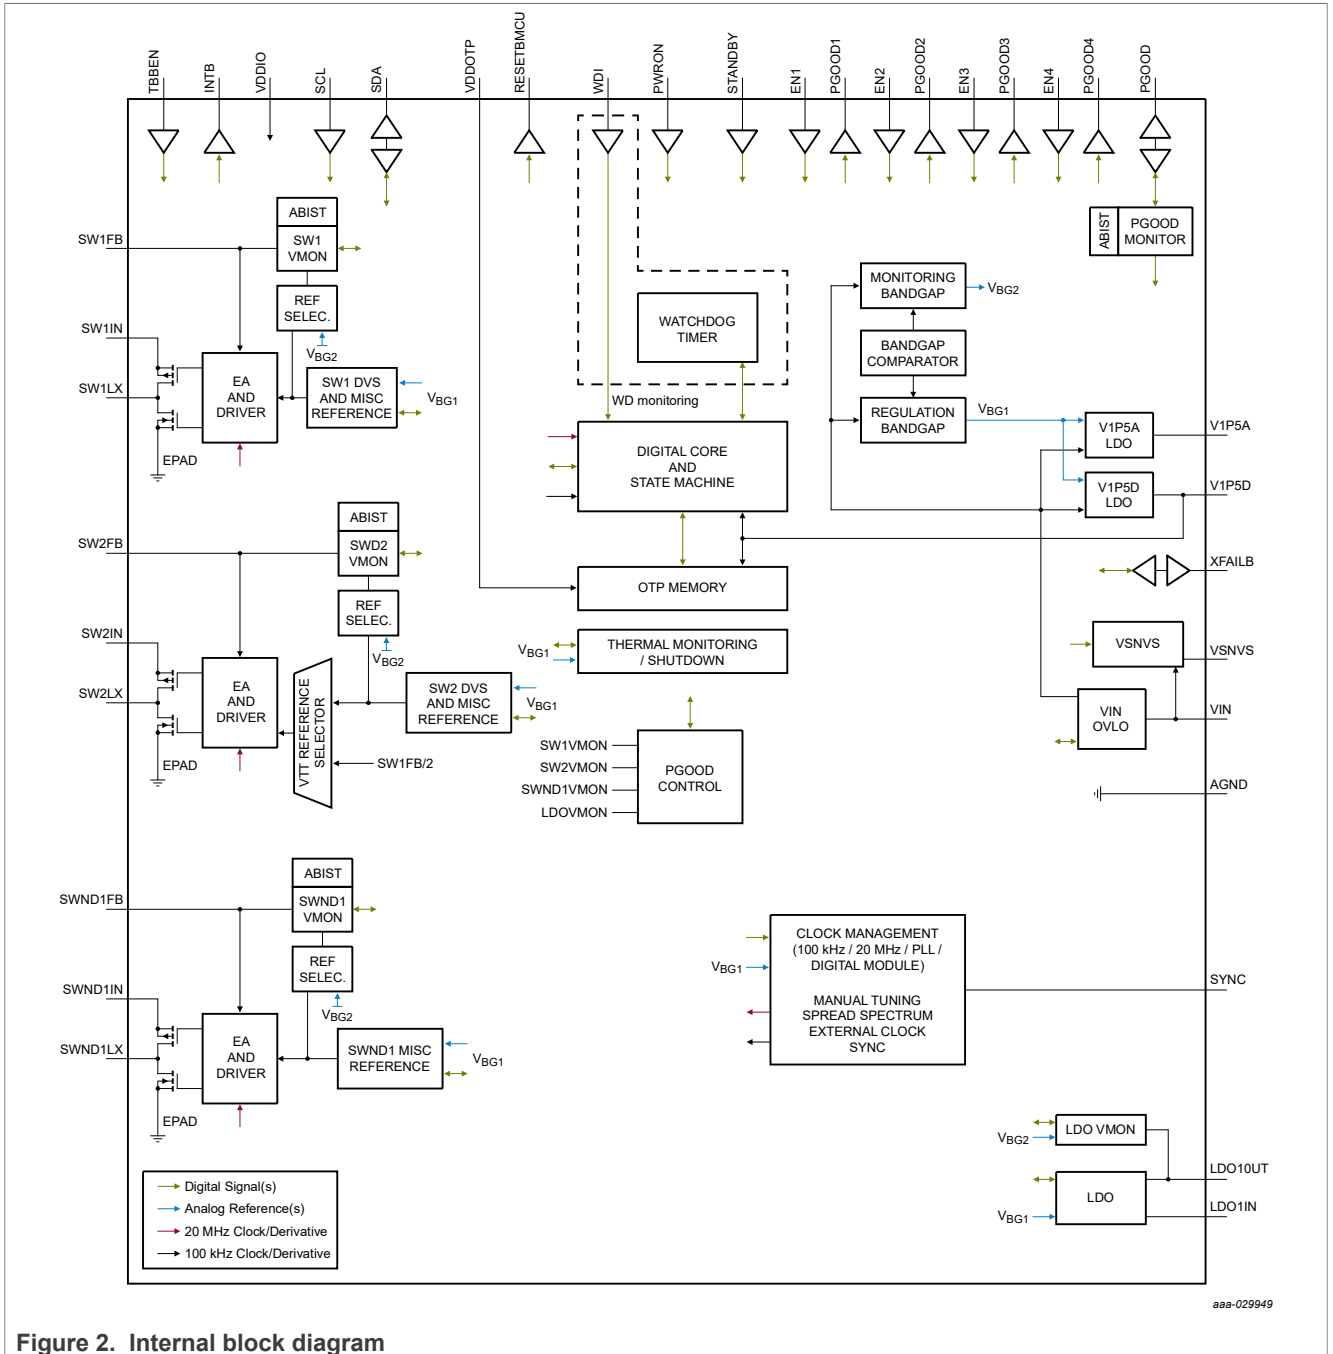 TBBEN
INTB
VDDIO
SCL
SDA
VDDOTP
RESETBMCU
WDI
PWRON
STANDBY
EN1
PGOOD1
EN2
PGOOD2
EN3
PGOOD3
EN4
PGOOD4
PGOOD
ABIST
SW1
VMON
SW1FB
REF
SELEC.
VBG2
SW1IN
SW1LX
EA
AND
DRIVER
SW1 DVS
AND MISC
REFERENCE
VBG1
EPAD
ABIST
PGOOD
MONITOR
MONITORING
BANDGAP
VBG2
BANDGAP
COMPARATOR
REGULATION
BANDGAP
VBG1
WATCHDOG
TIMER
WD monitoring
DIGITAL CORE
AND
STATE MACHINE
V1P5A
LDO
V1P5A
V1P5D
LDO
V1P5D
ABIST
SWD2
VMON
SW2FB
REF
SELEC.
VBG2
SW2IN
SW2LX
EA
AND
DRIVER
VTT REFERENCE
SELECTOR
SW2 DVS
AND MISC
REFERENCE
VBG1
SW1FB/2
EPAD
OTP MEMORY
THERMAL MONITORING
/ SHUTDOWN
VBG1
XFAILB
VSNVS
VSNVS
VIN
OVLO
VIN
AGND
SW1VMON
SW2VMON
SWND1VMON
LDOVMON
PGOOD
CONTROL
ABIST
SWND1
VMON
SWND1FB
REF
SELEC.
VBG2
SWND1IN
SWND1LX
EA
AND
DRIVER
SWND1 MISC
REFERENCE
VBG1
EPAD
CLOCK MANAGEMENT
(100 kHz / 20 MHz / PLL /
DIGITAL MODULE)
MANUAL TUNING
SPREAD SPECTRUM
EXTERNAL CLOCK
SYNC
VBG1
SYNC
LDO VMON
VBG2
LDO
VBG1
LDO10UT
LDO1IN
Digital Signal(s)
Analog Reference(s)
20 MHz Clock/Derivative
100 kHz Clock/Derivative
aaa-029949
Figure 2. Internal block diagram